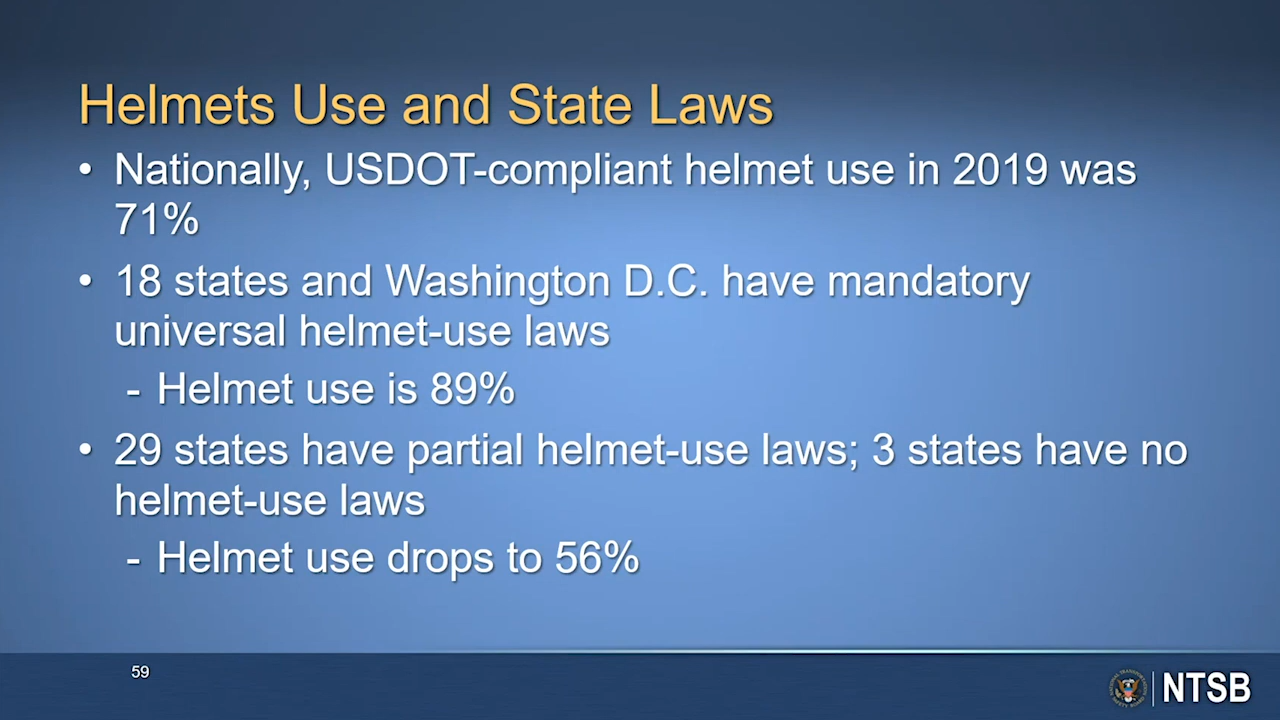 Helmets Use and State Laws
• Nationally, USDOT-compliant helmet use in 2019 was
71%
• 18 states and Washington D.C. have mandatory
universal helmet-use laws
- Helmet use is 89%
• 29 states have partial helmet-use laws; 3 states have no
helmet-use laws
- Helmet use drops to 56%
59
NTSB